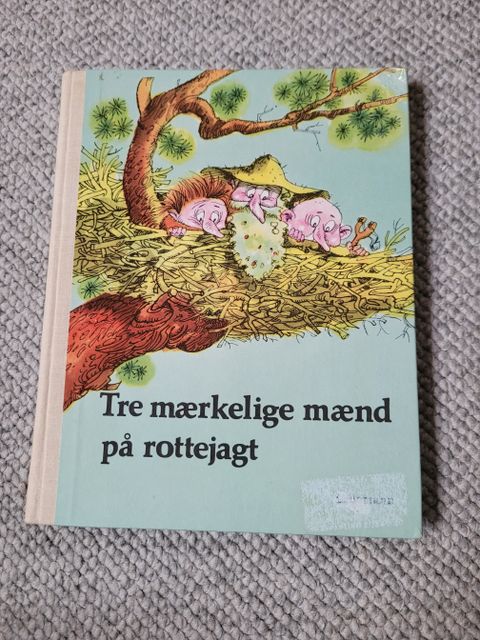 Tre mærkelige mænd
på rottejagt